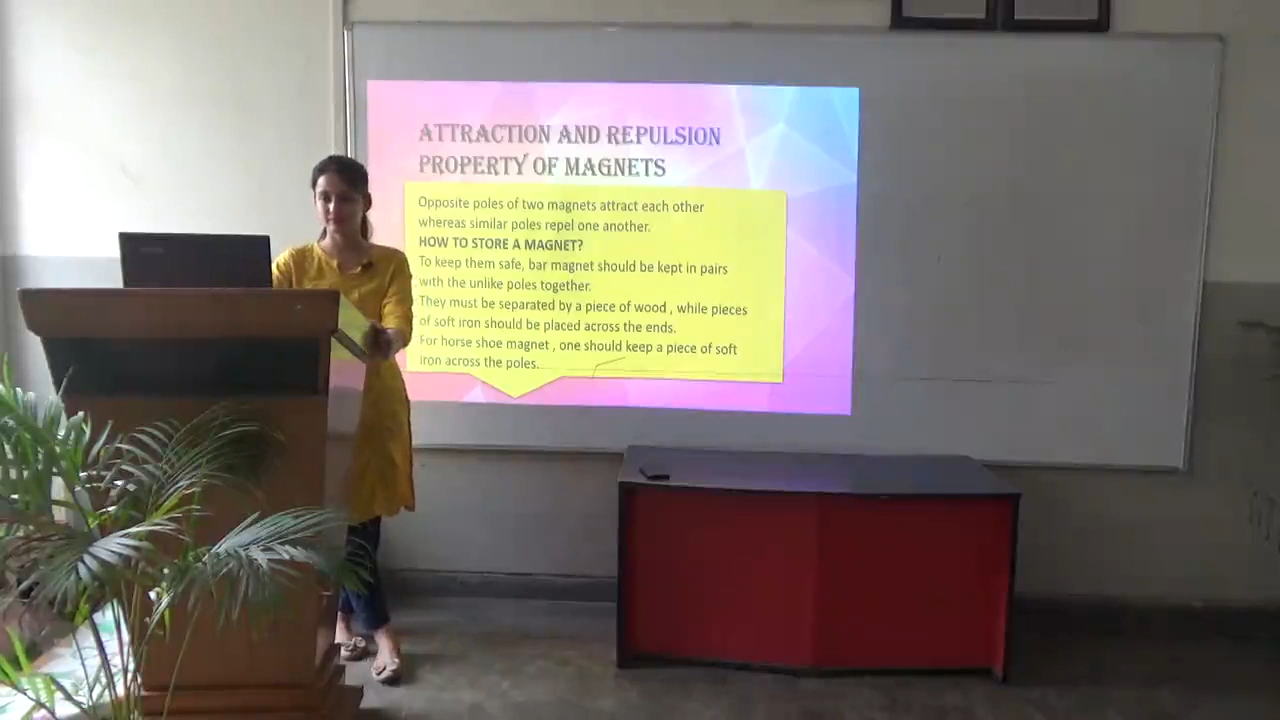 ATTRACTION AND REPULSION
PROPERTY OF MAGNETS
Opposite poles of two magnets attract each other
whereas similar poles repel one another.
HOW TO STORE A MAGNET?
To keep them safe, bar magnet should be kept in pairs
with the unlike poles together.
They must be separated by a piece of wood , while pieces
of soft iron should be placed across the ends.
For horse shoe magnet , one should keep a piece of soft
iron across the poles.